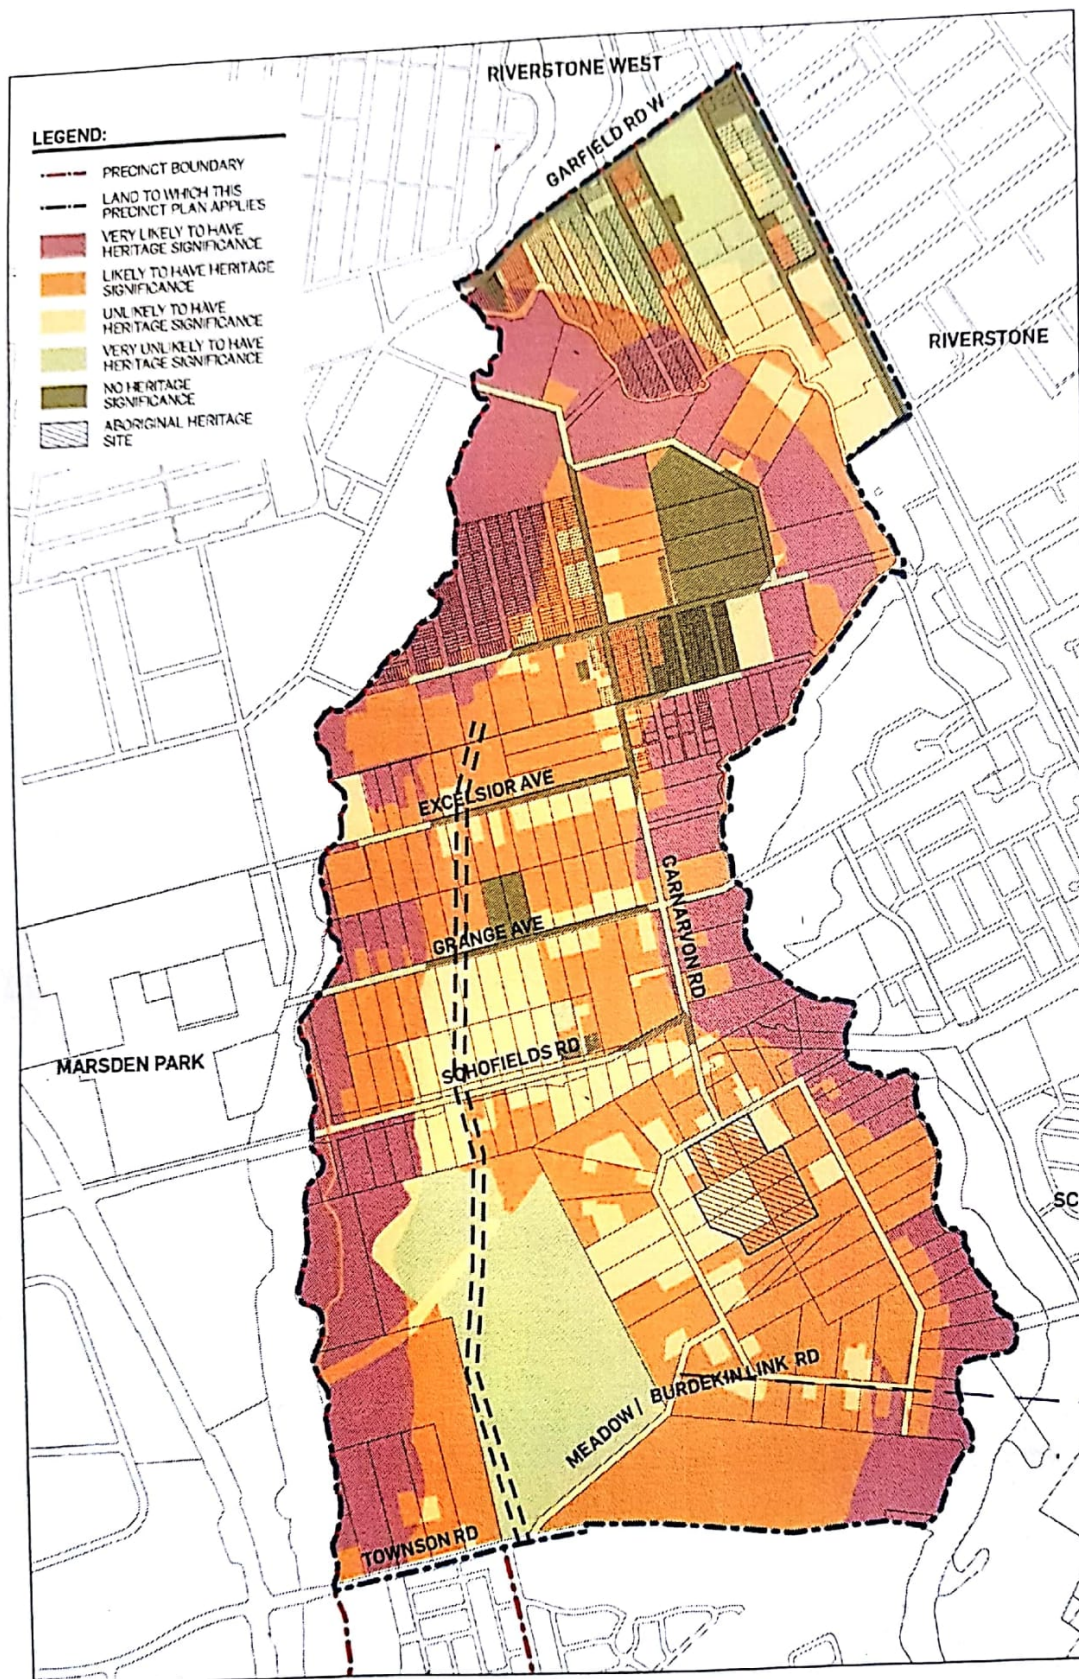 RIVERSTONE WEST
GARFIELD RD W
LEGEND:
PRECINCT BOUNDARY
LAND TO WHICH THIS
PRECINCT PLAN APPLIES
VERY LIKELY TO HAVE
HERITAGE SIGNIFICANCE
LIKELY TO HAVE HERITAGE
SIGNIFICANCE
UNLIKELY TO HAVE
HERITAGE SIGNIFICANCE
VERY UNLIKELY TO HAVE
HERITAGE SIGNIFICANCE
NO HERITAGE
SIGNIFICANCE
ABORIGINAL HERITAGE
SITE
RIVERSTONE
EXCELSIOR AVE
CARNARVON RD
GRANGE AVE
SCHOFIELDS RD
MARSDEN PARK
SC
MEADOW / BURDEKIN LINK RD
TOWNSON RD